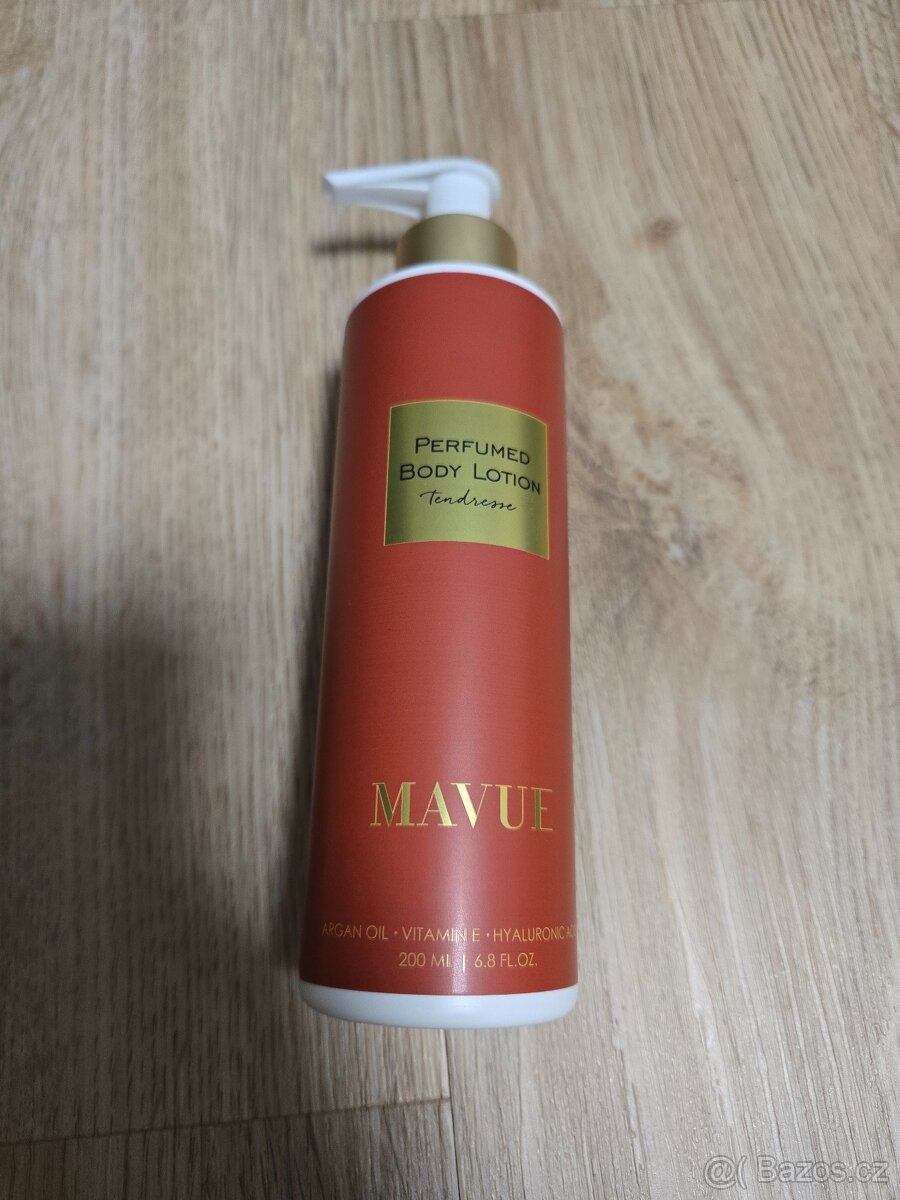 PERFUMED
BODY LOTION
Tendresse
MAVUE
ARGAN OIL • VITAMIN E • HYALURONIC
200 ML | 6.8 FL.OZ.
@( Bazos.cz